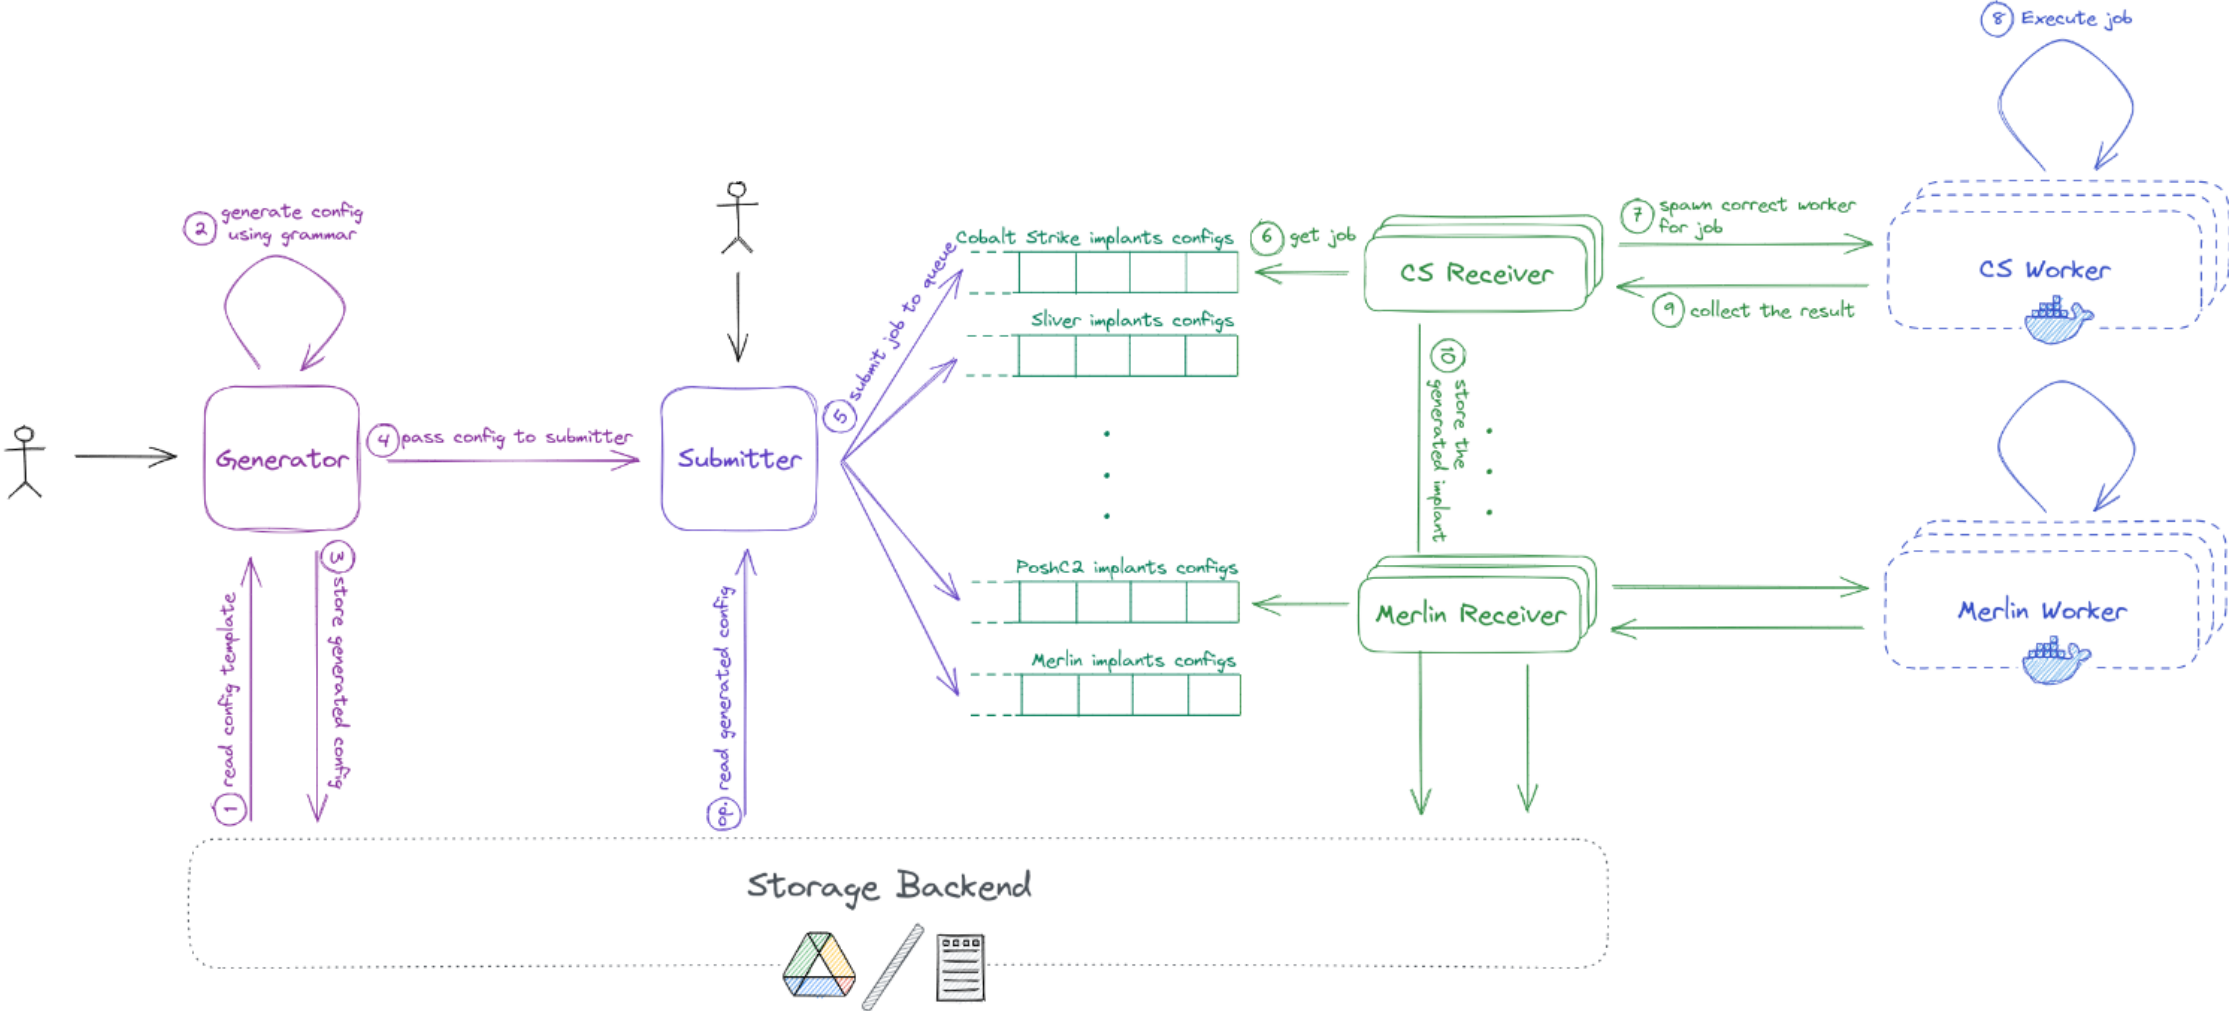 8 Execute job
2 generate config
using grammar
Generator
4 pass config to submitter
1 read config template
3 store generated config
Submitter
op. read generated config
5 submit job to queue
Cobalt Strike implants configs
Sliver implants configs
PoshC2 implants configs
Merlin implants configs
6 get job
CS Receiver
7 spawn correct worker
for job
9 collect the result
CS Worker
10 store the
generated implant
Merlin Receiver
Merlin Worker
Storage Backend